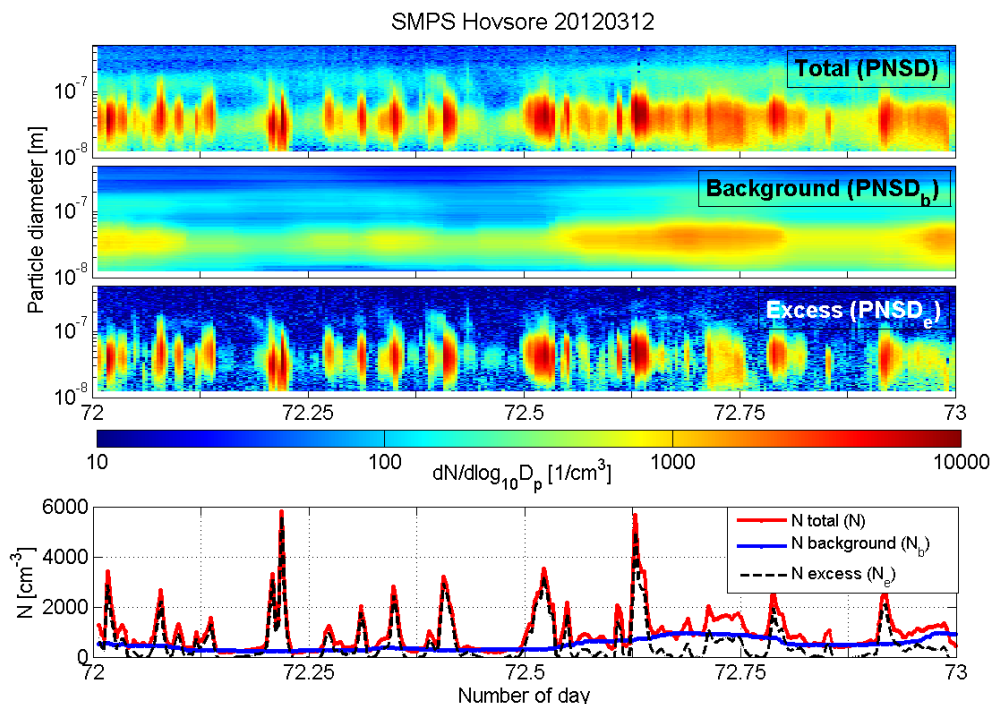 SMPS Hovsore 20120312
Total (PNSD)
10⁻⁷
10⁻⁸
Background (PNSD_b)
10⁻⁷
10⁻⁸
Excess (PNSD_e)
10⁻⁷
10⁻⁸
Particle diameter [m]
72 72.25 72.5 72.75 73
10 100 1000 10000
dN/dlog₁₀D_p [1/cm³]
6000
4000
2000
0
N [cm⁻³]
N total (N)
N background (N_b)
N excess (N_e)
72 72.25 72.5 72.75 73
Number of day